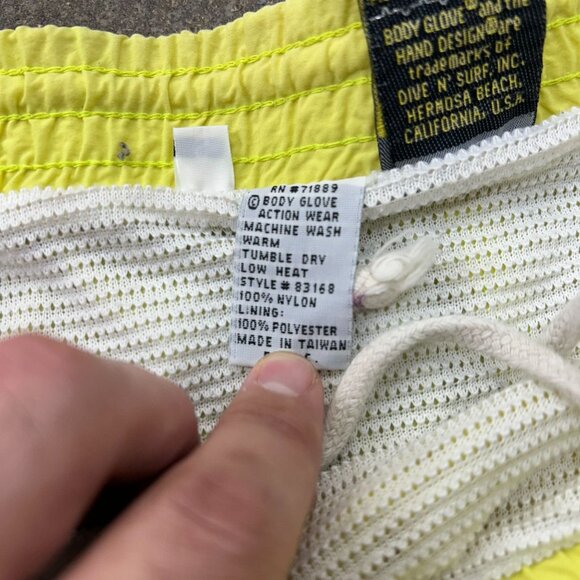 BODY GLOVE® and THE
HAND DESIGN® are
trademarks of
DIVE N' SURF, INC.
HERMOSA BEACH,
CALIFORNIA, U.S.A.
RN #71889
© BODY GLOVE
ACTION WEAR
MACHINE WASH
WARM
TUMBLE DRY
LOW HEAT
STYLE # 83168
100% NYLON
LINING:
100% POLYESTER
MADE IN TAIWAN